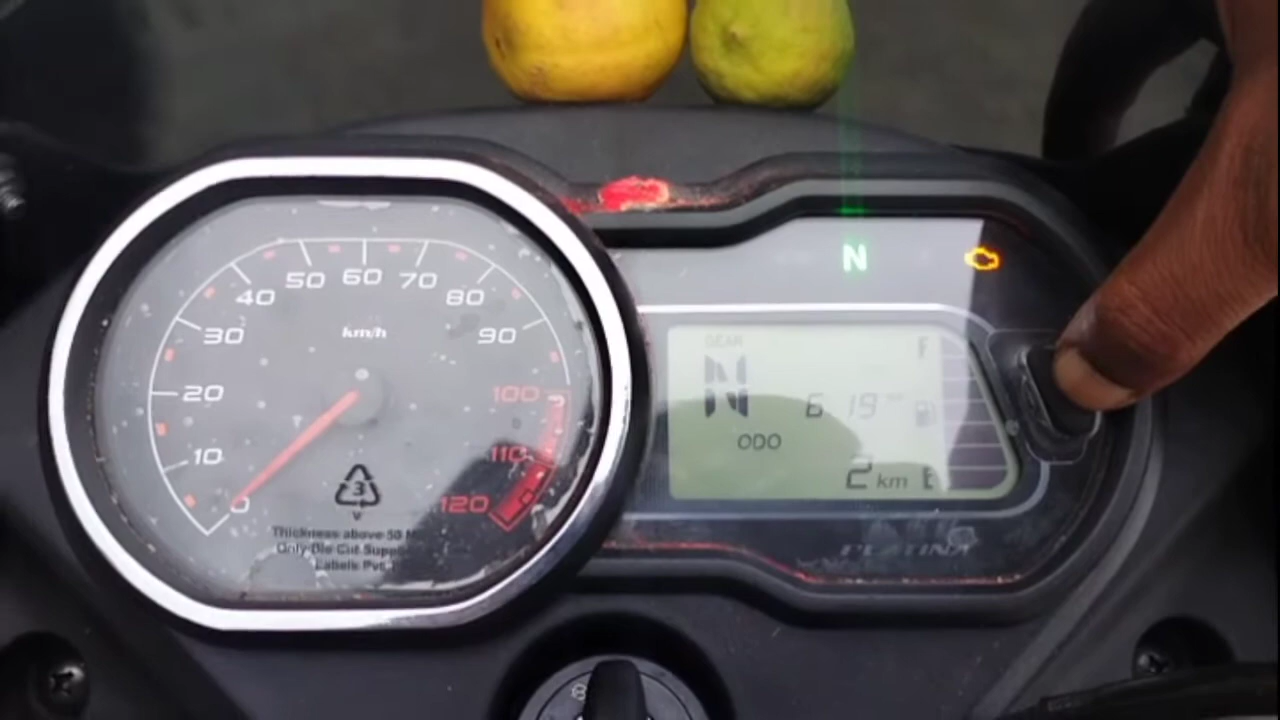 50 60 70
40 80
30 km/h 90
20 100
10 110
0 120
3
V
Thickness above 50
Only Die Cut
Labels Pvt
N
GEAR F
N
6 19
ODO
2 km E
PLATINA